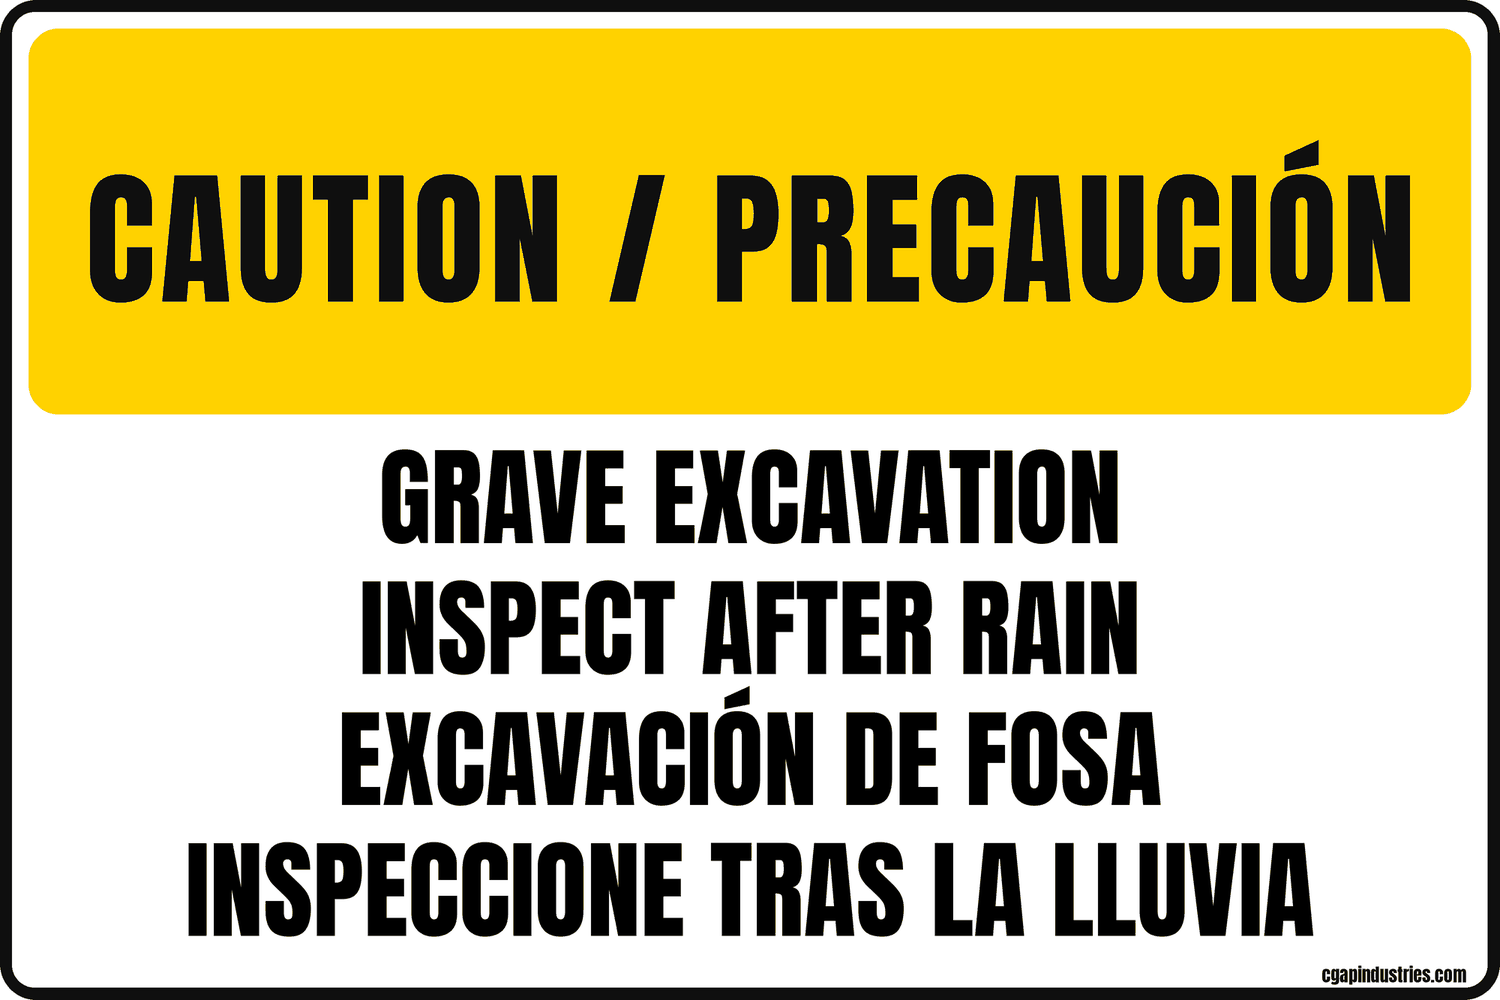 CAUTION / PRECAUCIÓN
GRAVE EXCAVATION
INSPECT AFTER RAIN
EXCAVACIÓN DE FOSA
INSPECCIONE TRAS LA LLUVIA
cgapindustries.com